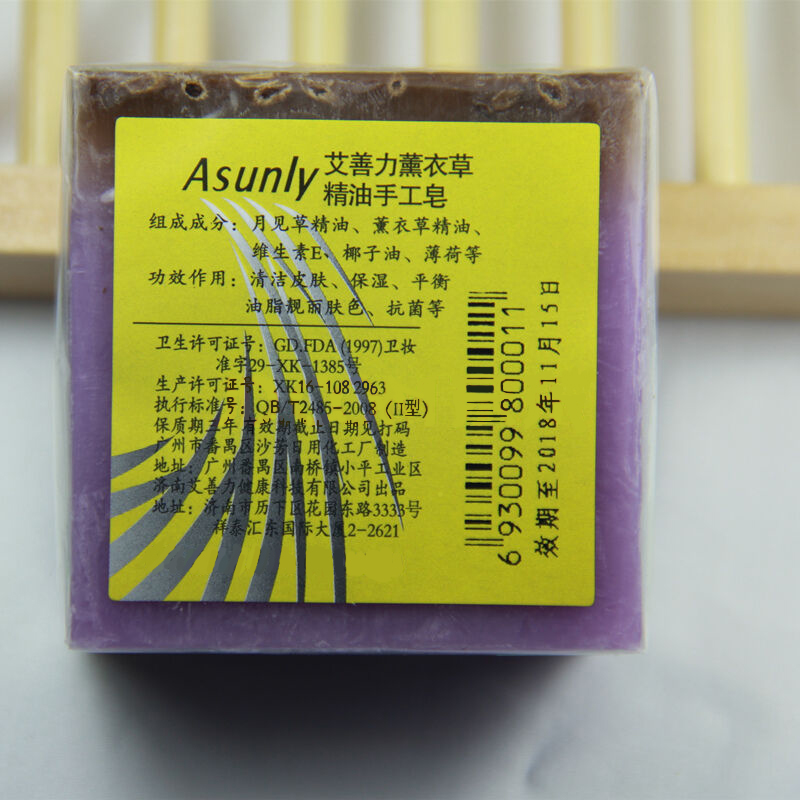 Asunly
艾善力薰衣草
精油手工皂
组成成分：月见草精油、薰衣草精油、
维生素E、椰子油、薄荷等
功效作用：清洁皮肤、保湿、平衡
油脂靓丽肤色、抗菌等
卫生许可证号：GD.FDA (1997)卫妆
准字29-XK-1385号
生产许可证号：XK16-108 2963
执行标准号：QB/T2485-2008 (II型)
保质期三年有效期截止日期见打码
广州市番禺区沙芳日用化工厂制造
地址：广州番禺区南桥镇小平工业区
济南艾善力健康科技有限公司出品
地址：济南市历下区花园东路3333号
祥泰汇东国际大厦2-2621
6 930099 800011
效期至2018年11月15日